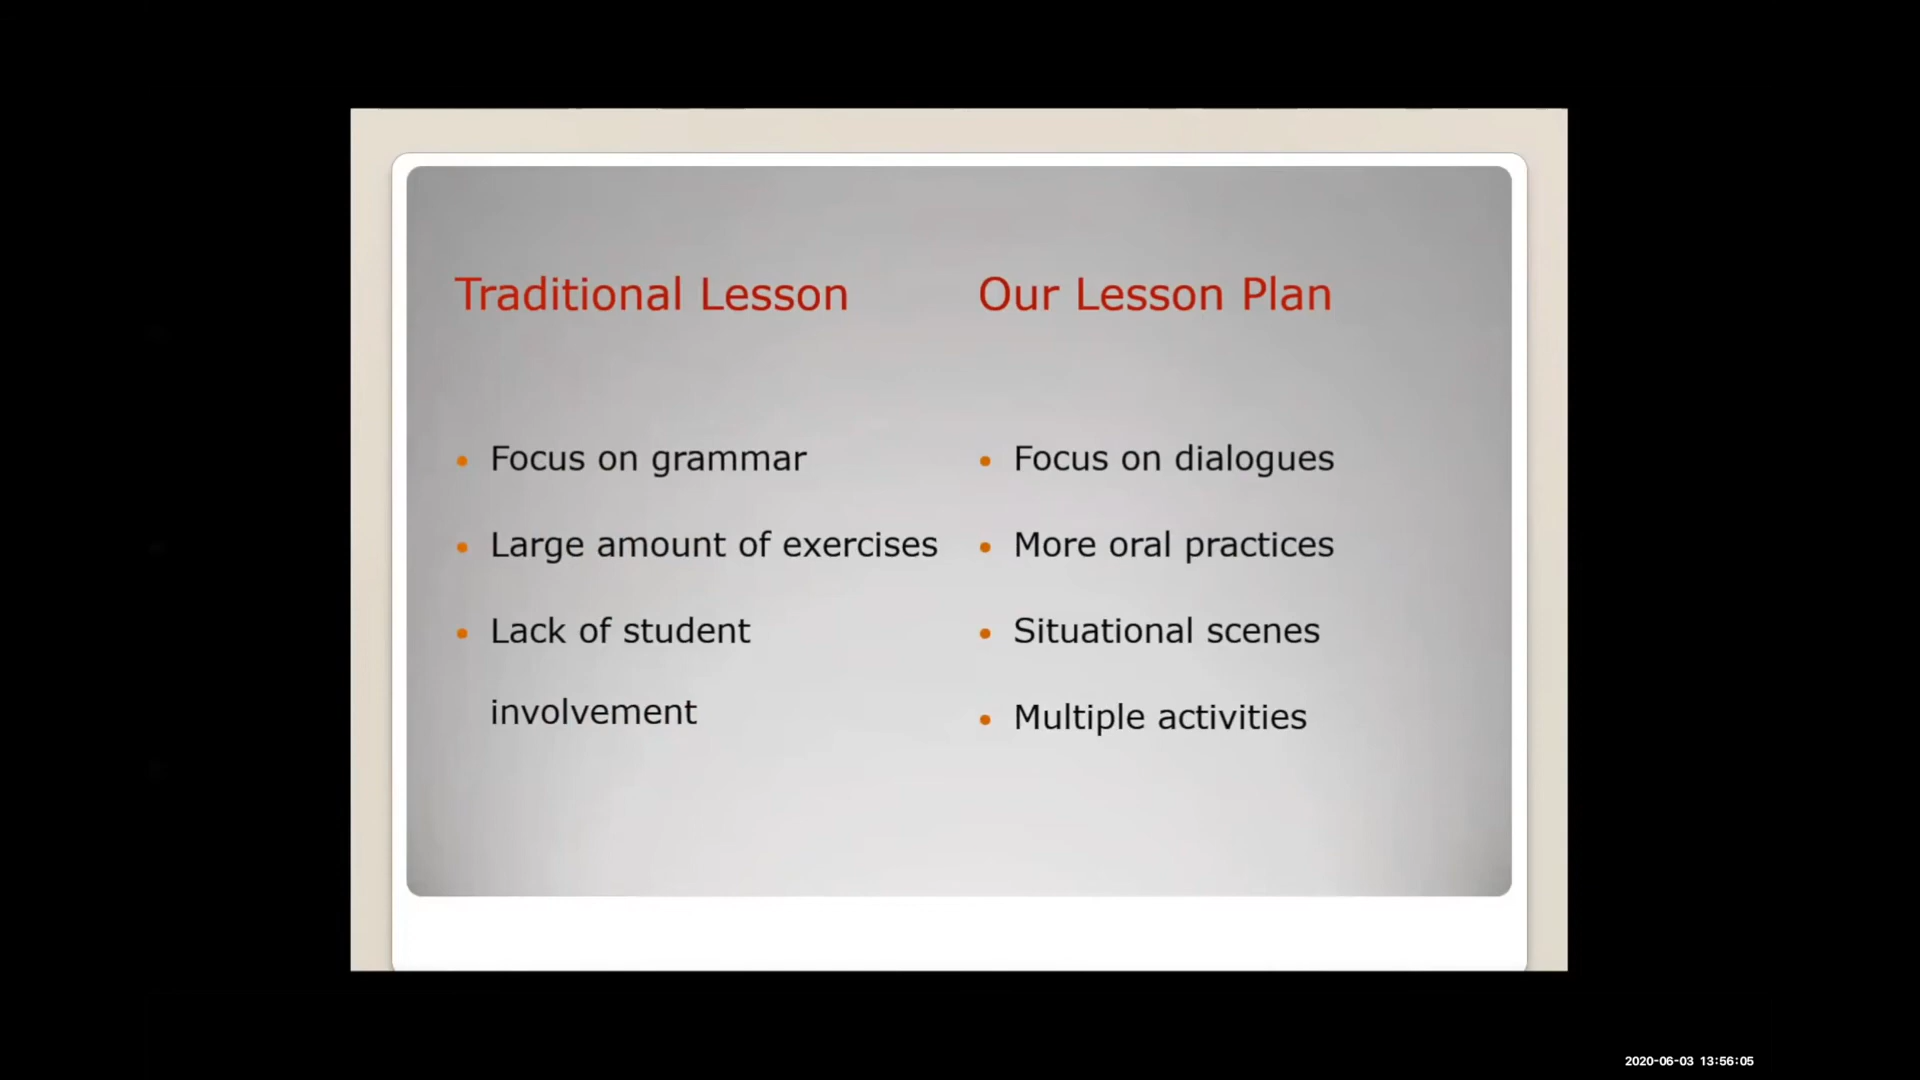 Traditional Lesson
Focus on grammar
Large amount of exercises
Lack of student
involvement
Our Lesson Plan
Focus on dialogues
More oral practices
Situational scenes
Multiple activities
2020-06-03 13:56:05